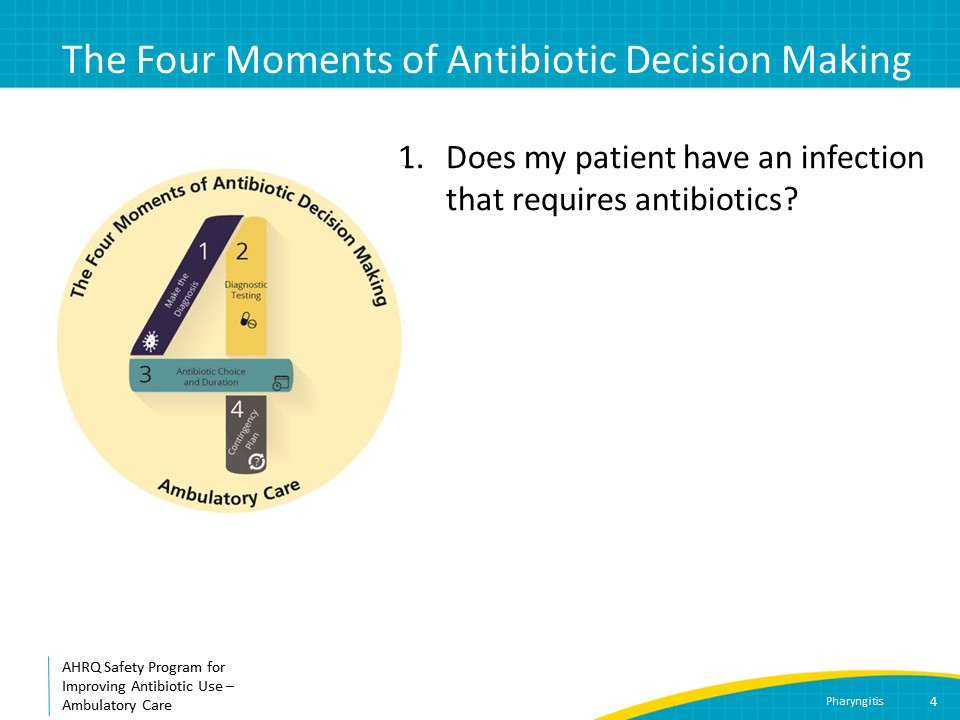 The Four Moments of Antibiotic Decision Making
1. Does my patient have an infection
that requires antibiotics?
The Four Moments of Antibiotic Decision Making
1
Make the
Diagnosis
2
Diagnostic
Testing
3
Antibiotic Choice
and Duration
4
Contingency
Plan
?
Ambulatory Care
AHRQ Safety Program for
Improving Antibiotic Use –
Ambulatory Care
Pharyngitis
4